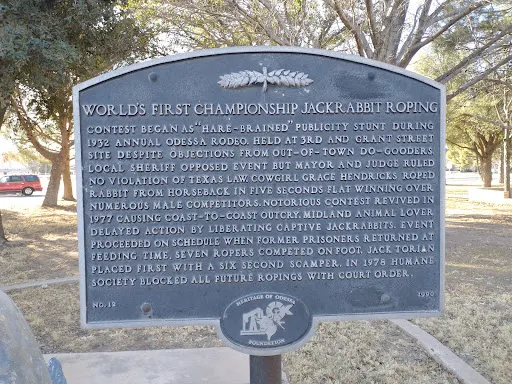 WORLD'S FIRST CHAMPIONSHIP JACKRABBIT ROPING
CONTEST BEGAN AS "HARE-BRAINED" PUBLICITY STUNT DURING
1932 ANNUAL ODESSA RODEO. HELD AT 3RD AND GRANT STREET
SITE DESPITE OBJECTIONS FROM OUT-OF-TOWN DO-GOODERS.
LOCAL SHERIFF OPPOSED EVENT BUT MAYOR AND JUDGE RULED
NO VIOLATION OF TEXAS LAW. COWGIRL GRACE HENDRICKS ROPED
RABBIT FROM HORSEBACK IN FIVE SECONDS FLAT WINNING OVER
NUMEROUS MALE COMPETITORS. NOTORIOUS CONTEST REVIVED IN
1977 CAUSING COAST-TO-COAST OUTCRY. MIDLAND ANIMAL LOVER
DELAYED ACTION BY LIBERATING CAPTIVE JACKRABBITS. EVENT
PROCEEDED ON SCHEDULE WHEN FORMER PRISONERS RETURNED AT
FEEDING TIME. SEVEN ROPERS COMPETED ON FOOT. JACK TORIAN
PLACED FIRST WITH A SIX SECOND SCAMPER. IN 1978 HUMANE
SOCIETY BLOCKED ALL FUTURE ROPINGS WITH COURT ORDER.
NO. 12
HERITAGE OF ODESSA
FOUNDATION